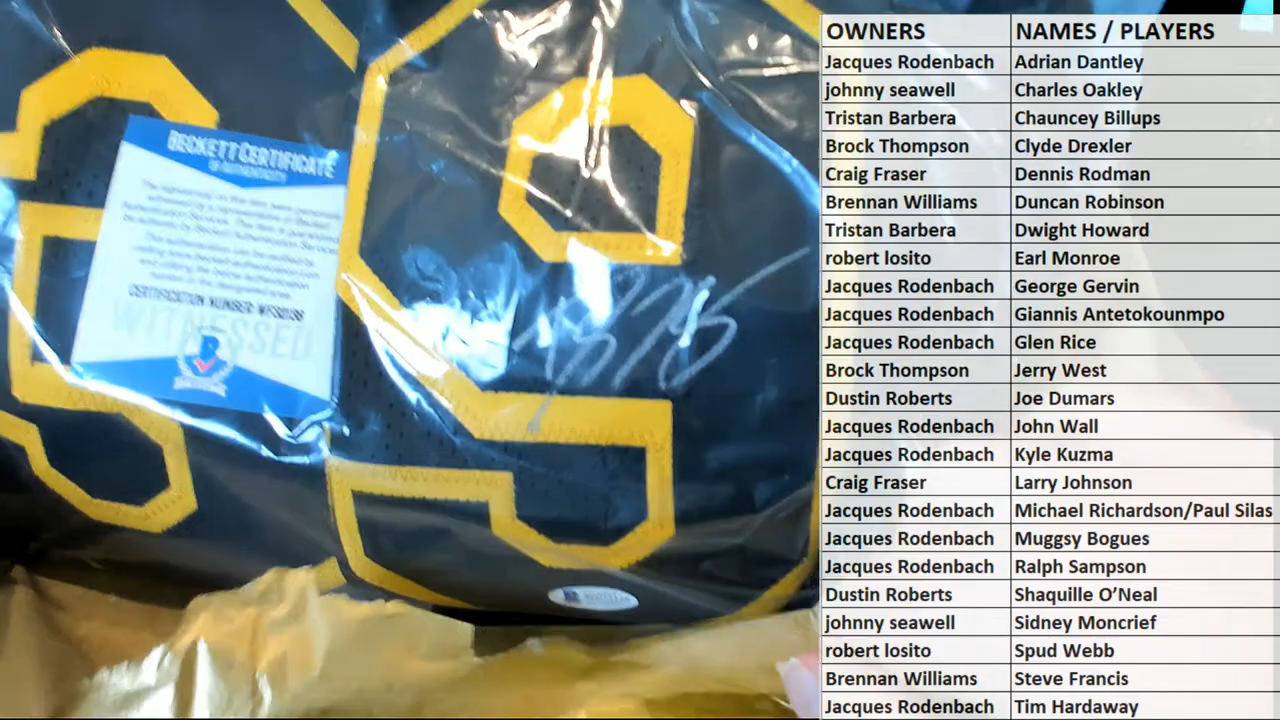 BECKETT CERTIFICATE
OF AUTHENTICITY
WITNESSED
B
OWNERS NAMES / PLAYERS
Jacques Rodenbach Adrian Dantley
johnny seawell Charles Oakley
Tristan Barbera Chauncey Billups
Brock Thompson Clyde Drexler
Craig Fraser Dennis Rodman
Brennan Williams Duncan Robinson
Tristan Barbera Dwight Howard
robert losito Earl Monroe
Jacques Rodenbach George Gervin
Jacques Rodenbach Giannis Antetokounmpo
Jacques Rodenbach Glen Rice
Brock Thompson Jerry West
Dustin Roberts Joe Dumars
Jacques Rodenbach John Wall
Jacques Rodenbach Kyle Kuzma
Craig Fraser Larry Johnson
Jacques Rodenbach Michael Richardson/Paul Silas
Jacques Rodenbach Muggsy Bogues
Jacques Rodenbach Ralph Sampson
Dustin Roberts Shaquille O’Neal
johnny seawell Sidney Moncrief
robert losito Spud Webb
Brennan Williams Steve Francis
Jacques Rodenbach Tim Hardaway